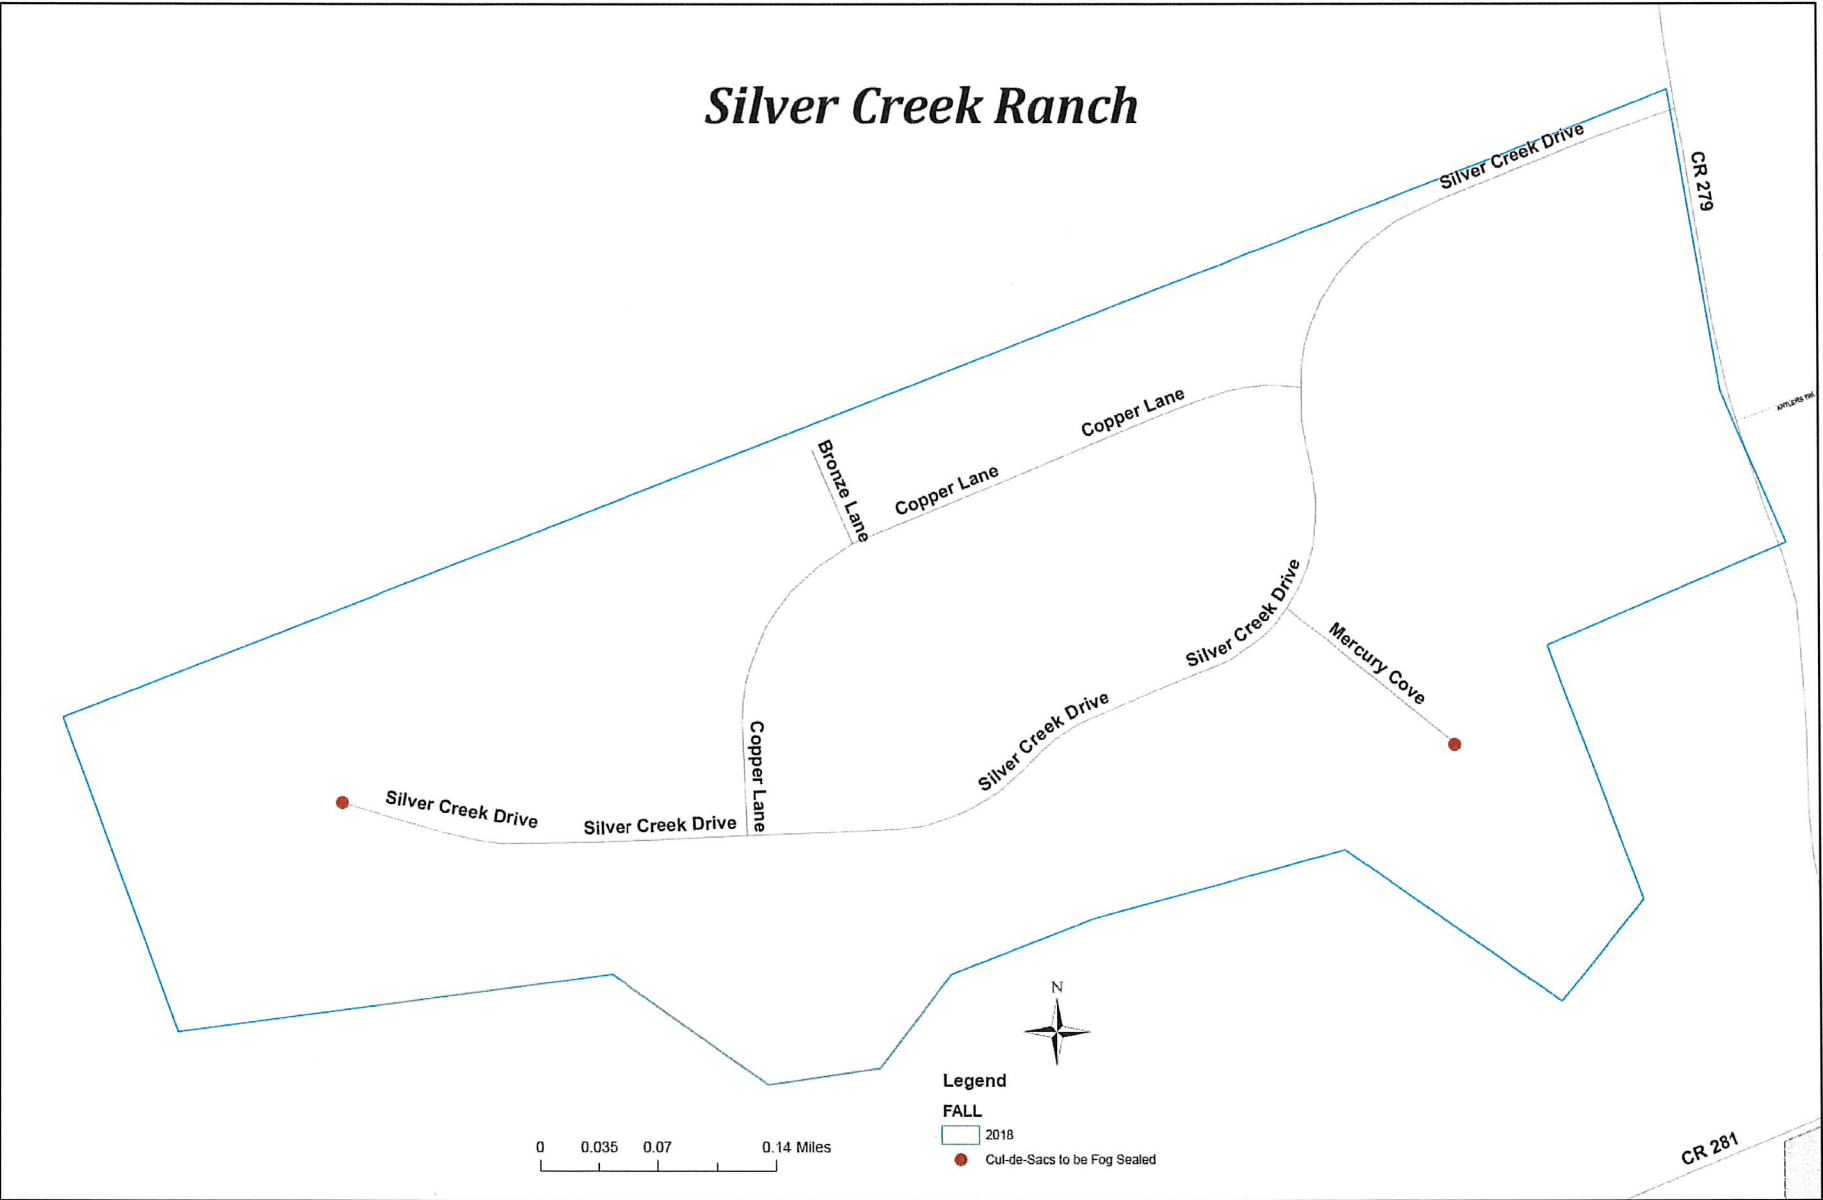 Silver Creek Ranch
Silver Creek Drive
CR 279
ANTLERS TRL
Copper Lane
Bronze Lane
Copper Lane
Silver Creek Drive
Mercury Cove
Silver Creek Drive
Copper Lane
Silver Creek Drive
Silver Creek Drive
N
Legend
FALL
2018
Cul-de-Sacs to be Fog Sealed
0 0.035 0.07 0.14 Miles
CR 281